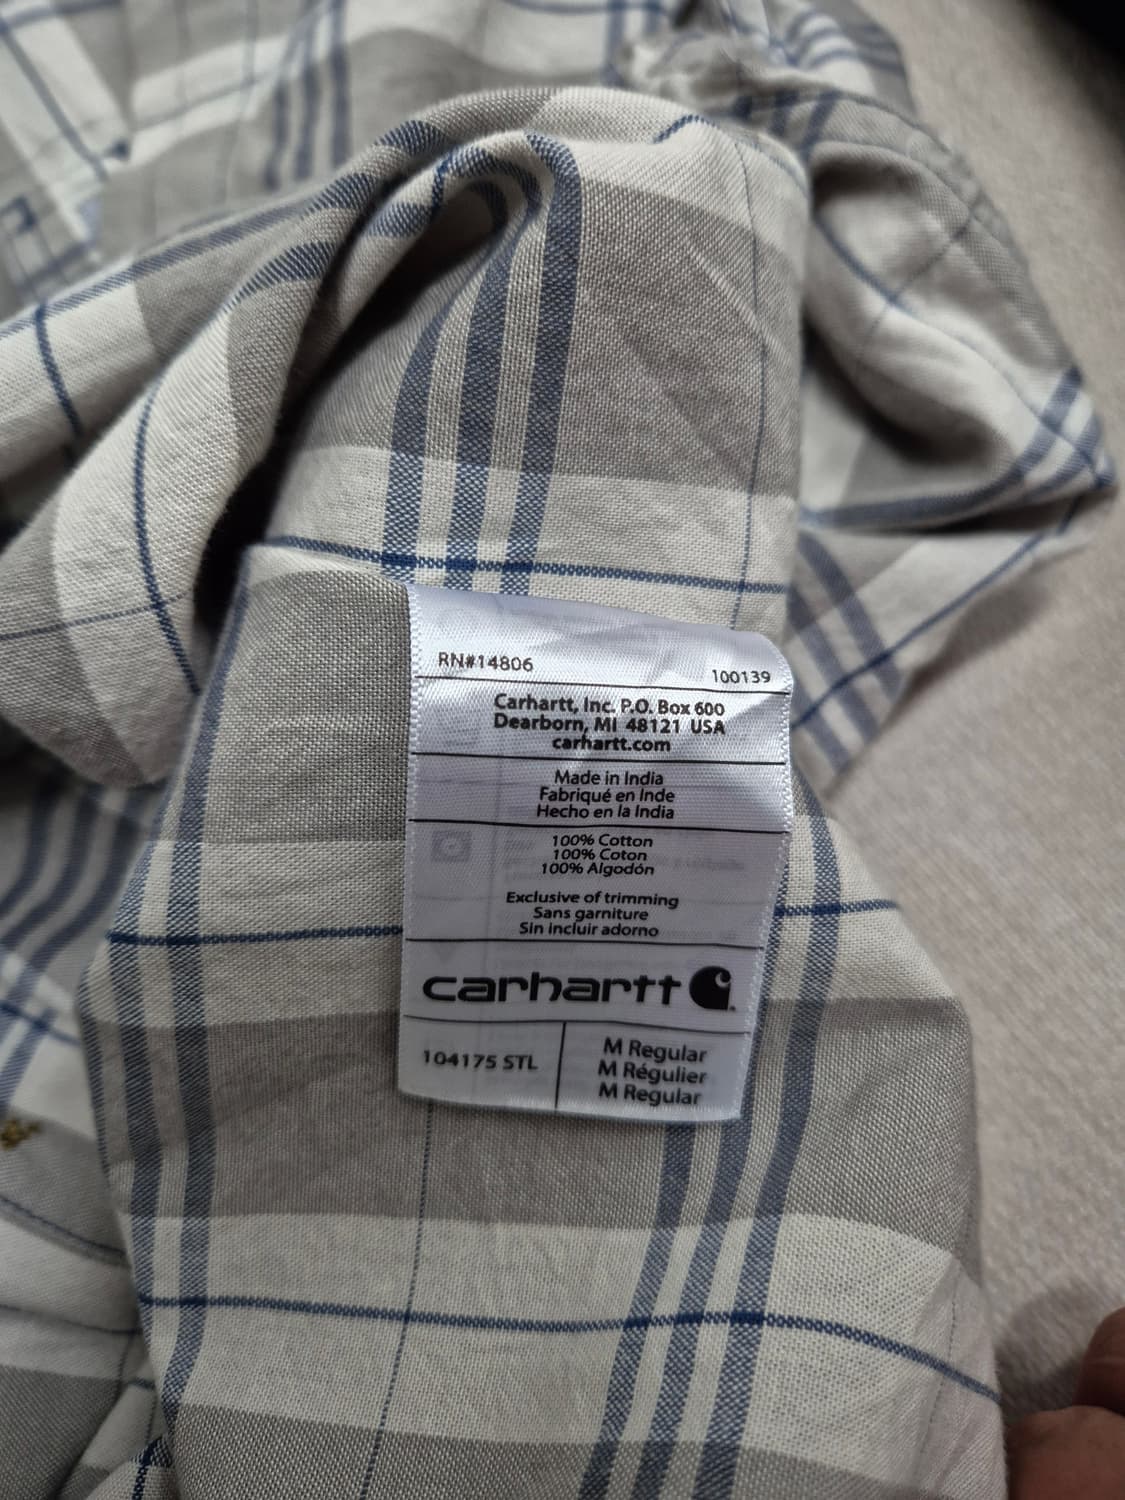 RN#14806 100139
Carhartt, Inc. P.O. Box 600
Dearborn, MI 48121 USA
carhartt.com
Made in India
Fabriqué en Inde
Hecho en la India
100% Cotton
100% Coton
100% Algodón
Exclusive of trimming
Sans garniture
Sin incluir adorno
carhartt
104175 STL
M Regular
M Régulier
M Regular